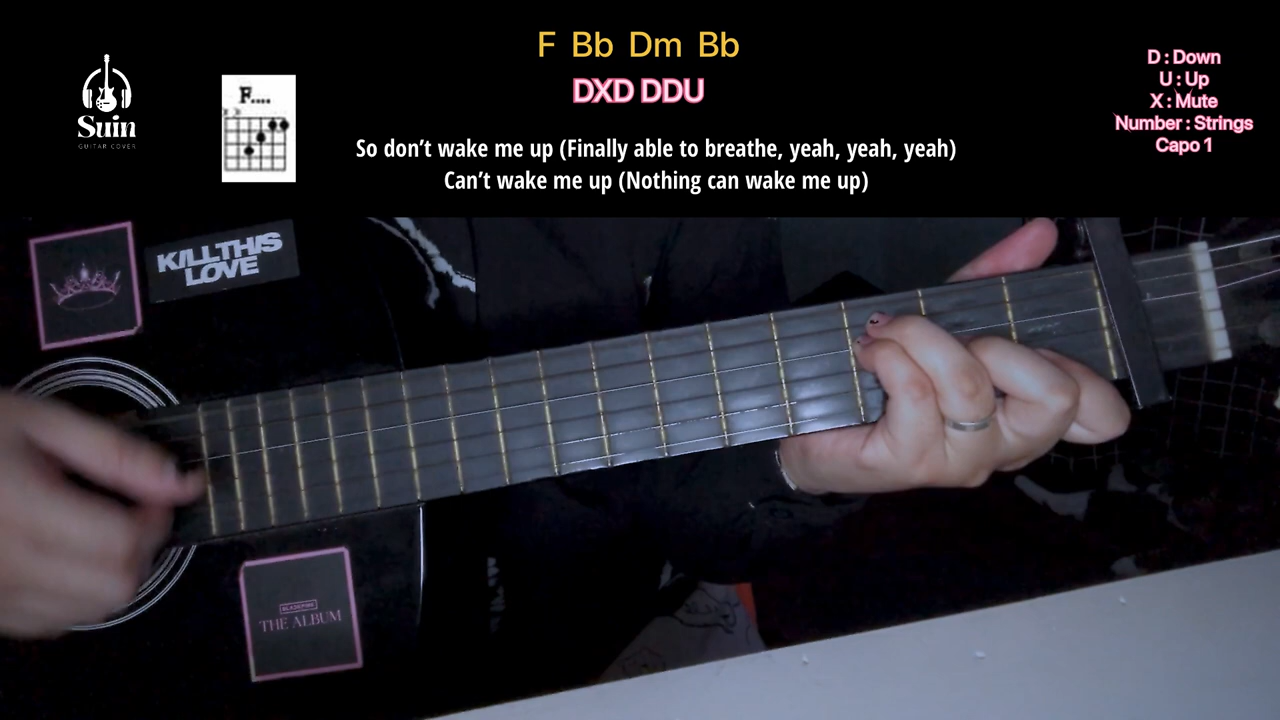 F Bb Dm Bb
DXD DDU
So don’t wake me up (Finally able to breathe, yeah, yeah, yeah)
Can’t wake me up (Nothing can wake me up)
Suin
GUITAR COVER
F....
D : Down
U : Up
X : Mute
Number : Strings
Capo 1
KILL THIS
LOVE
BLACKPINK
THE ALBUM